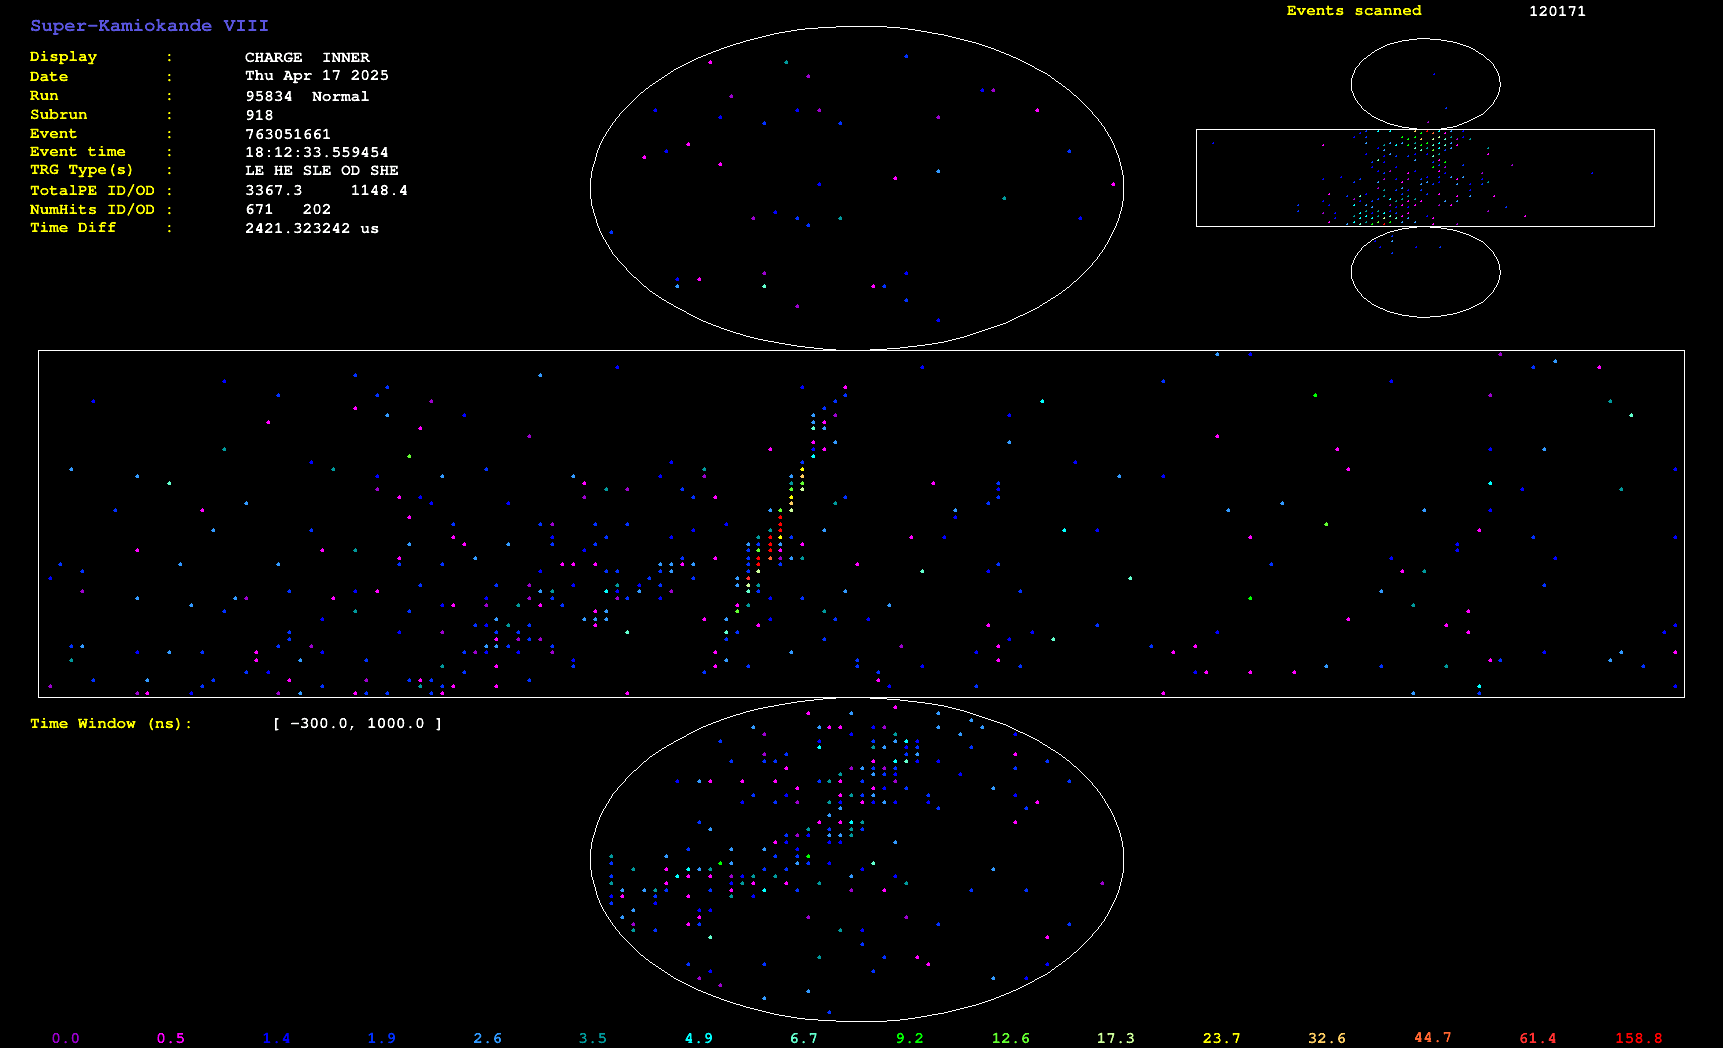 Super-Kamiokande VIII
Events scanned 120171
Display : CHARGE INNER
Date : Thu Apr 17 2025
Run : 95834 Normal
Subrun : 918
Event : 763051661
Event time : 18:12:33.559454
TRG Type(s) : LE HE SLE OD SHE
TotalPE ID/OD : 3367.3 1148.4
NumHits ID/OD : 671 202
Time Diff : 2421.323242 us
Time Window (ns): [ -300.0, 1000.0 ]
0.0 0.5 1.4 1.9 2.6 3.5 4.9 6.7 9.2 12.6 17.3 23.7 32.6 44.7 61.4 158.8